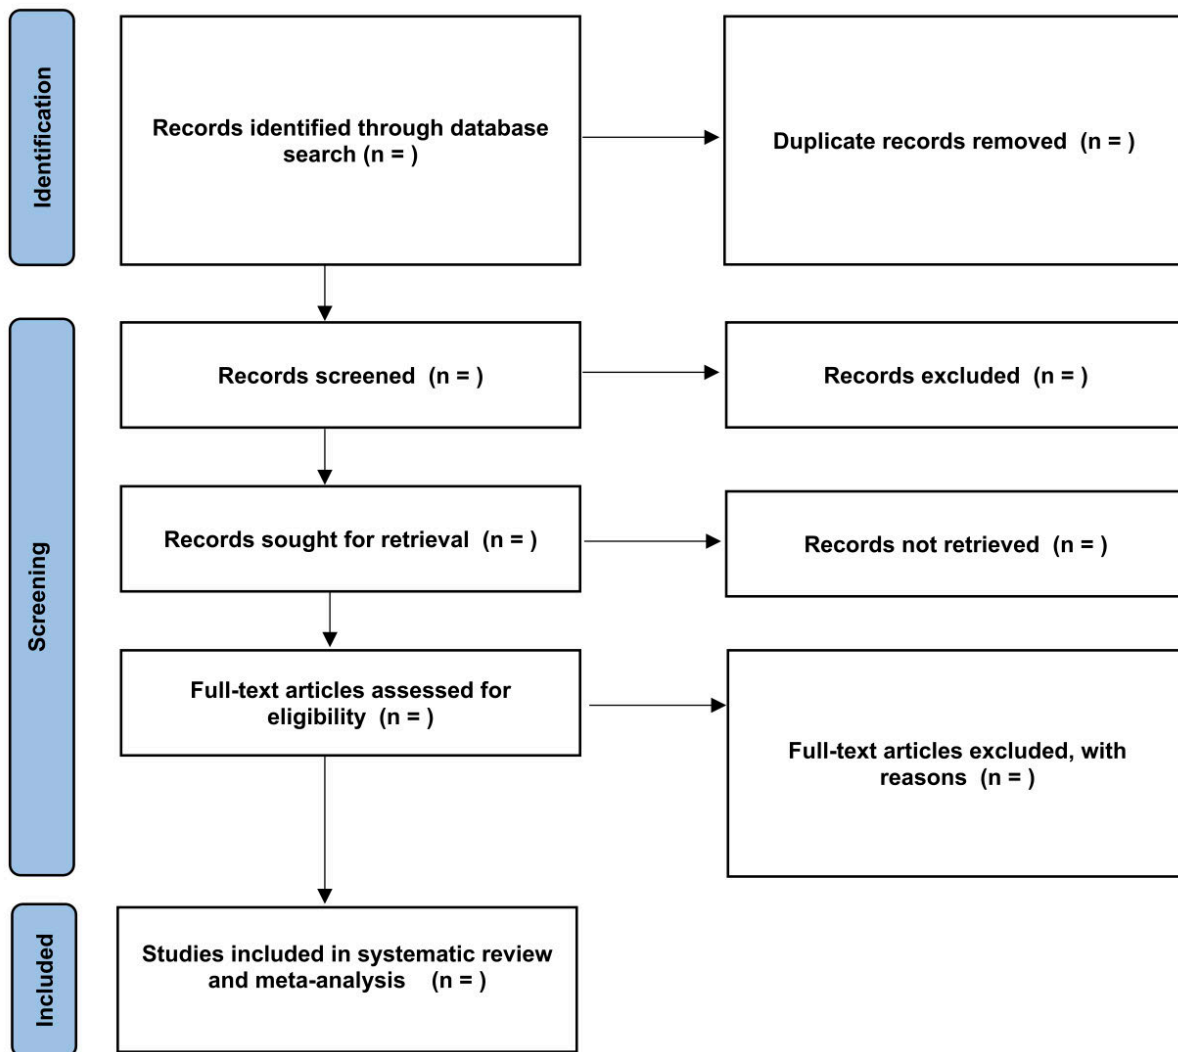 Identification
Records identified through database
search (n = )
Duplicate records removed  (n = )
Screening
Records screened  (n = )
Records excluded  (n = )
Records sought for retrieval  (n = )
Records not retrieved  (n = )
Full-text articles assessed for
eligibility  (n = )
Full-text articles excluded, with
reasons  (n = )
Included
Studies included in systematic review
and meta-analysis    (n = )